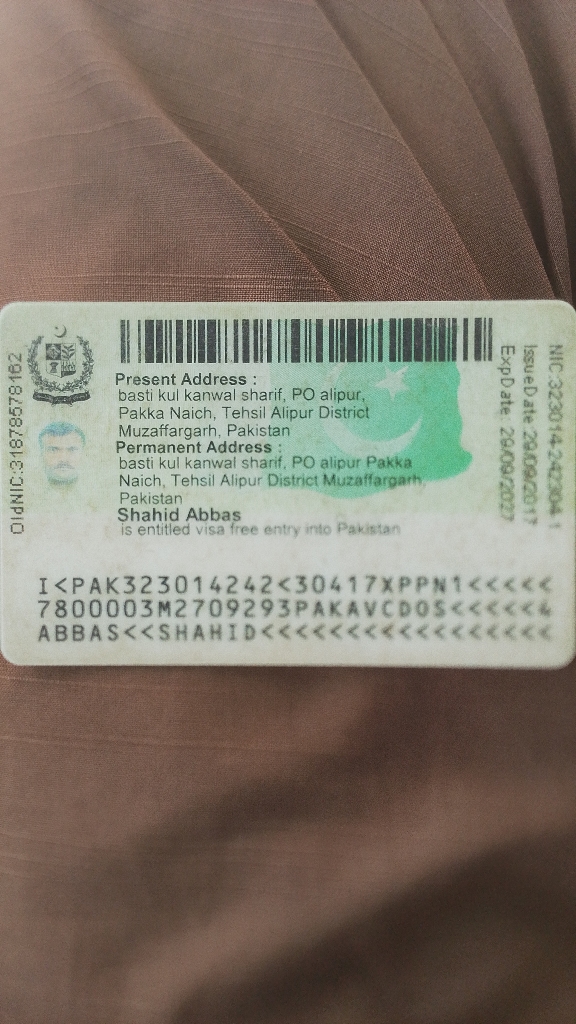 Present Address :
basti kul kanwal sharif, PO alipur,
Pakka Naich, Tehsil Alipur District
Muzaffargarh, Pakistan
Permanent Address :
basti kul kanwal sharif, PO alipur Pakka
Naich, Tehsil Alipur District Muzaffargarh,
Pakistan
Shahid Abbas
is entitled visa free entry into Pakistan
OldNIC:31878578162
NIC:323014-242304-1
IssueDate 29/09/2017
ExpDate: 29/09/2027
I<PAK323014242<30417XPPN1<<<<<
7800003M2709293PAKAVCDOS<<<<<4
ABBAS<<SHAHID<<<<<<<<<<<<<<<<<